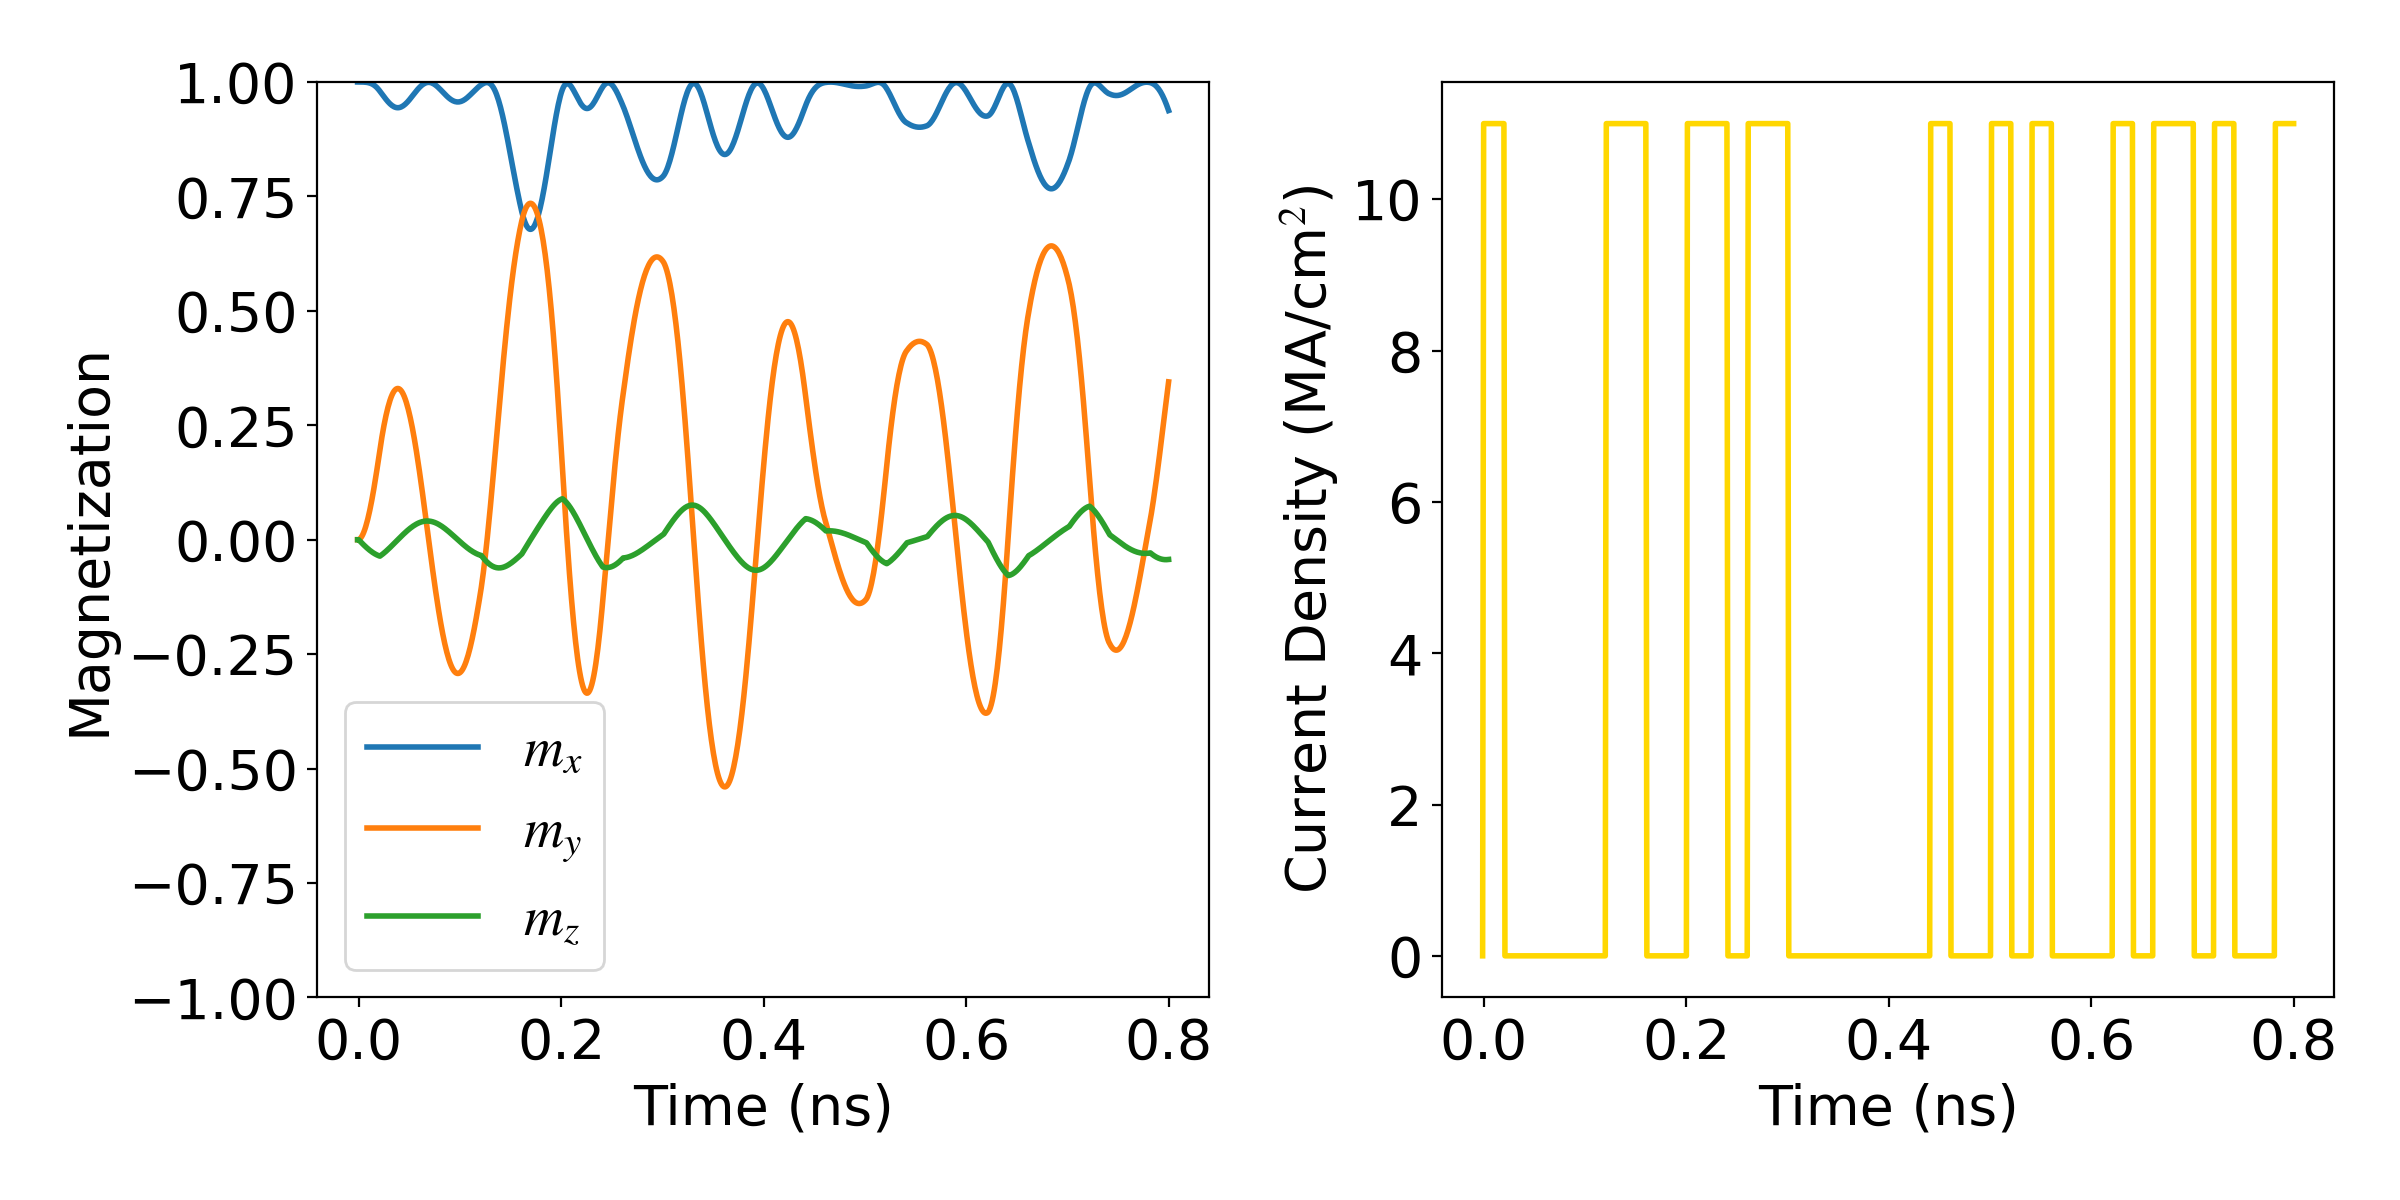 1.00
0.75
0.50
0.25
0.00
−0.25
−0.50
−0.75
−1.00
Magnetization
m_x
m_y
m_z
0.0 0.2 0.4 0.6 0.8
Time (ns)
10
8
6
4
2
0
Current Density (MA/cm²)
0.0 0.2 0.4 0.6 0.8
Time (ns)